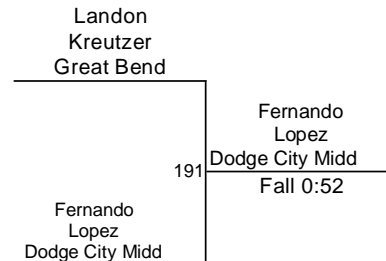 Landon
Kreutzer
Great Bend
Fernando
Lopez
Dodge City Midd
191
Fall 0:52
Fernando
Lopez
Dodge City Midd